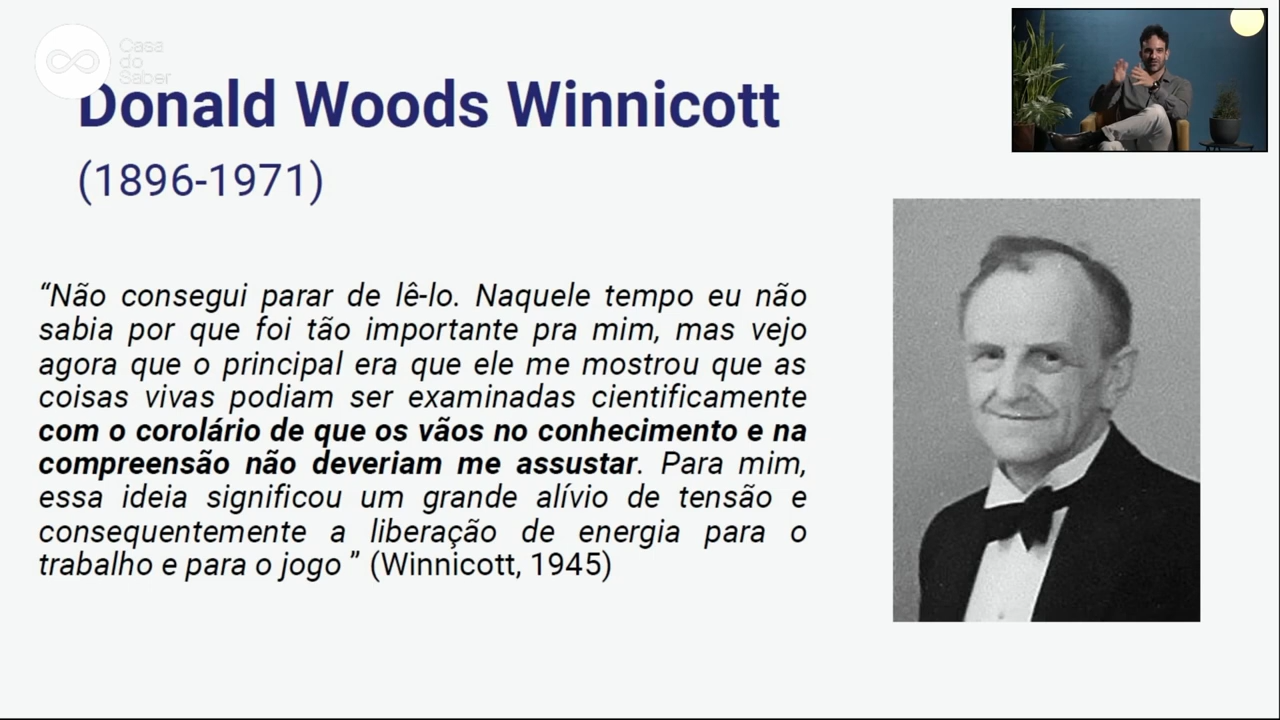 Casa
do
Saber
Donald Woods Winnicott
(1896-1971)
“Não consegui parar de lê-lo. Naquele tempo eu não
sabia por que foi tão importante pra mim, mas vejo
agora que o principal era que ele me mostrou que as
coisas vivas podiam ser examinadas cientificamente
com o corolário de que os vãos no conhecimento e na
compreensão não deveriam me assustar. Para mim,
essa ideia significou um grande alívio de tensão e
consequentemente a liberação de energia para o
trabalho e para o jogo ” (Winnicott, 1945)